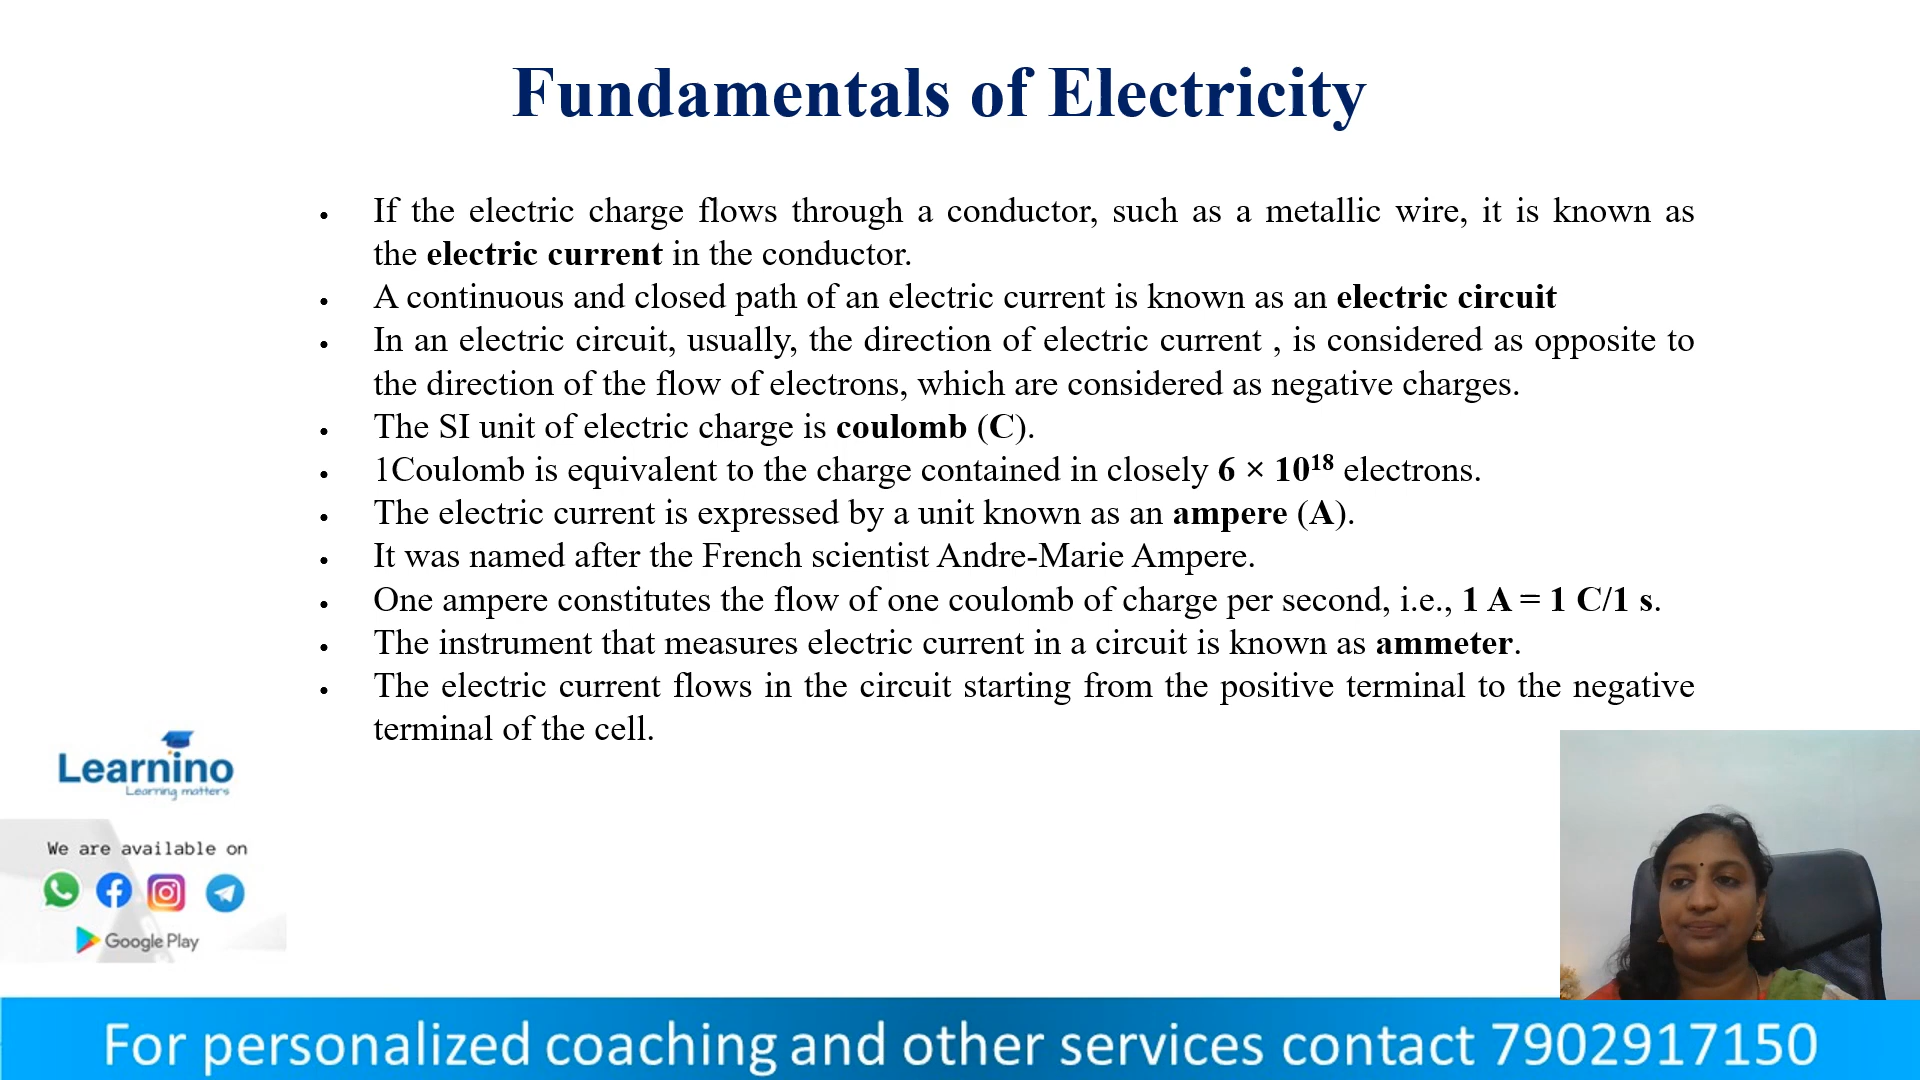 Fundamentals of Electricity
• If the electric charge flows through a conductor, such as a metallic wire, it is known as
the electric current in the conductor.
• A continuous and closed path of an electric current is known as an electric circuit
• In an electric circuit, usually, the direction of electric current , is considered as opposite to
the direction of the flow of electrons, which are considered as negative charges.
• The SI unit of electric charge is coulomb (C).
• 1Coulomb is equivalent to the charge contained in closely 6 × 10¹⁸ electrons.
• The electric current is expressed by a unit known as an ampere (A).
• It was named after the French scientist Andre-Marie Ampere.
• One ampere constitutes the flow of one coulomb of charge per second, i.e., 1 A = 1 C/1 s.
• The instrument that measures electric current in a circuit is known as ammeter.
• The electric current flows in the circuit starting from the positive terminal to the negative
terminal of the cell.
Learnino
Learning matters
We are available on
Google Play
For personalized coaching and other services contact 7902917150